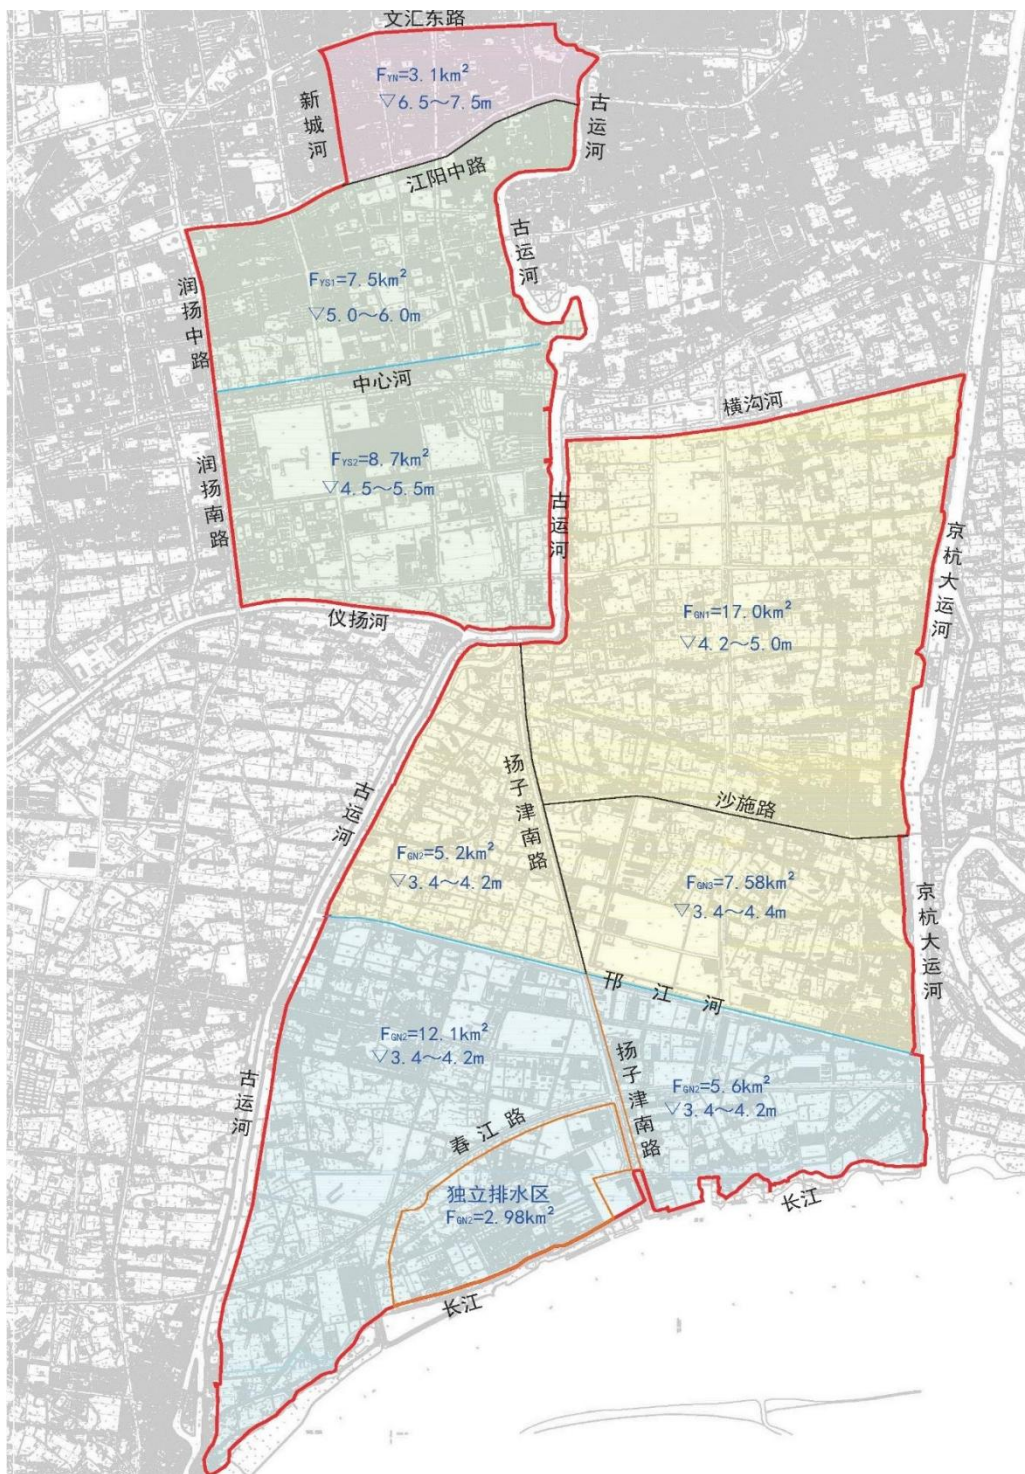 文汇东路
F_YN=3.1km²
▽6.5～7.5m
新城河
古运河
江阳中路
古运河
润扬中路
F_YS1=7.5km²
▽5.0～6.0m
中心河
横沟河
润扬南路
F_YS2=8.7km²
▽4.5～5.5m
古运河
京杭大运河
仪扬河
F_GN1=17.0km²
▽4.2～5.0m
扬子津南路
古运河
沙施路
F_GN2=5.2km²
▽3.4～4.2m
F_GN3=7.58km²
▽3.4～4.4m
京杭大运河
邗江河
F_GN2=12.1km²
▽3.4～4.2m
扬子津南路
古运河
F_GN2=5.6km²
▽3.4～4.2m
春江路
独立排水区
F_GN2=2.98km²
长江
长江